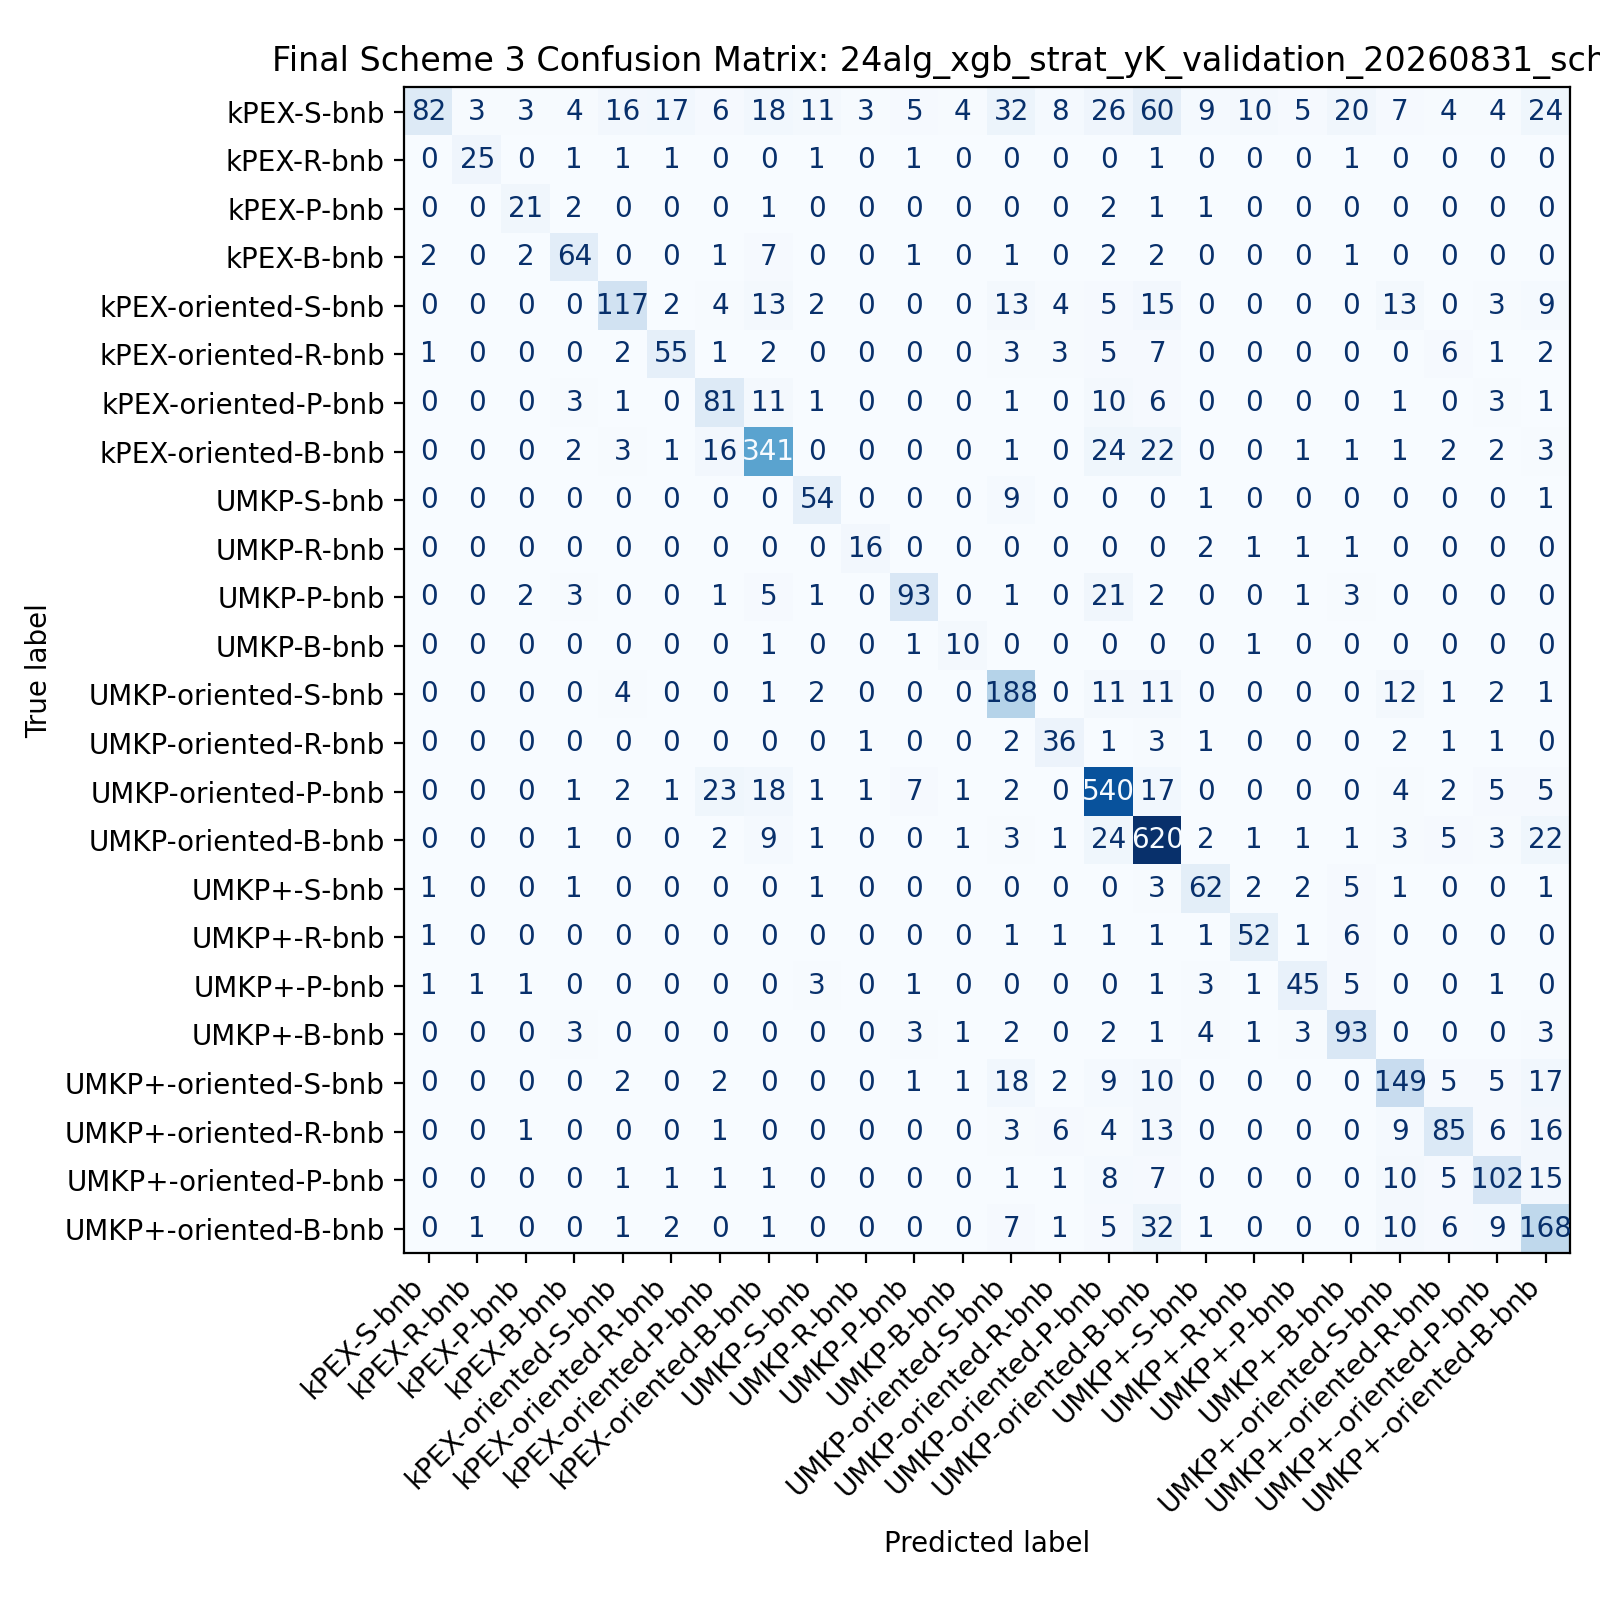 Final Scheme 3 Confusion Matrix: 24alg_xgb_strat_yK_validation_20260831_sch
True label
kPEX-S-bnb 82 3 3 4 16 17 6 18 11 3 5 4 32 8 26 60 9 10 5 20 7 4 4 24
kPEX-R-bnb 0 25 0 1 1 1 0 0 1 0 1 0 0 0 0 1 0 0 0 1 0 0 0 0
kPEX-P-bnb 0 0 21 2 0 0 0 1 0 0 0 0 0 0 2 1 1 0 0 0 0 0 0 0
kPEX-B-bnb 2 0 2 64 0 0 1 7 0 0 1 0 1 0 2 2 0 0 0 1 0 0 0 0
kPEX-oriented-S-bnb 0 0 0 0 117 2 4 13 2 0 0 0 13 4 5 15 0 0 0 0 13 0 3 9
kPEX-oriented-R-bnb 1 0 0 0 2 55 1 2 0 0 0 0 3 3 5 7 0 0 0 0 0 6 1 2
kPEX-oriented-P-bnb 0 0 0 3 1 0 81 11 1 0 0 0 1 0 10 6 0 0 0 0 1 0 3 1
kPEX-oriented-B-bnb 0 0 0 2 3 1 16 341 0 0 0 0 1 0 24 22 0 0 1 1 1 2 2 3
UMKP-S-bnb 0 0 0 0 0 0 0 0 54 0 0 0 9 0 0 0 1 0 0 0 0 0 0 1
UMKP-R-bnb 0 0 0 0 0 0 0 0 0 16 0 0 0 0 0 0 2 1 1 1 0 0 0 0
UMKP-P-bnb 0 0 2 3 0 0 1 5 1 0 93 0 1 0 21 2 0 0 1 3 0 0 0 0
UMKP-B-bnb 0 0 0 0 0 0 0 1 0 0 1 10 0 0 0 0 0 1 0 0 0 0 0 0
UMKP-oriented-S-bnb 0 0 0 0 4 0 0 1 2 0 0 0 188 0 11 11 0 0 0 0 12 1 2 1
UMKP-oriented-R-bnb 0 0 0 0 0 0 0 0 0 1 0 0 2 36 1 3 1 0 0 0 2 1 1 0
UMKP-oriented-P-bnb 0 0 0 1 2 1 23 18 1 1 7 1 2 0 540 17 0 0 0 0 4 2 5 5
UMKP-oriented-B-bnb 0 0 0 1 0 0 2 9 1 0 0 1 3 1 24 620 2 1 1 1 3 5 3 22
UMKP+-S-bnb 1 0 0 1 0 0 0 0 1 0 0 0 0 0 0 3 62 2 2 5 1 0 0 1
UMKP+-R-bnb 1 0 0 0 0 0 0 0 0 0 0 0 1 1 1 1 1 52 1 6 0 0 0 0
UMKP+-P-bnb 1 1 1 0 0 0 0 0 3 0 1 0 0 0 0 1 3 1 45 5 0 0 1 0
UMKP+-B-bnb 0 0 0 3 0 0 0 0 0 0 3 1 2 0 2 1 4 1 3 93 0 0 0 3
UMKP+-oriented-S-bnb 0 0 0 0 2 0 2 0 0 0 1 1 18 2 9 10 0 0 0 0 149 5 5 17
UMKP+-oriented-R-bnb 0 0 1 0 0 0 1 0 0 0 0 0 3 6 4 13 0 0 0 0 9 85 6 16
UMKP+-oriented-P-bnb 0 0 0 0 1 1 1 1 0 0 0 0 1 1 8 7 0 0 0 0 10 5 102 15
UMKP+-oriented-B-bnb 0 1 0 0 1 2 0 1 0 0 0 0 7 1 5 32 1 0 0 0 10 6 9 168
kPEX-S-bnb
kPEX-R-bnb
kPEX-P-bnb
kPEX-B-bnb
kPEX-oriented-S-bnb
kPEX-oriented-R-bnb
kPEX-oriented-P-bnb
kPEX-oriented-B-bnb
UMKP-S-bnb
UMKP-R-bnb
UMKP-P-bnb
UMKP-B-bnb
UMKP-oriented-S-bnb
UMKP-oriented-R-bnb
UMKP-oriented-P-bnb
UMKP-oriented-B-bnb
UMKP+-S-bnb
UMKP+-R-bnb
UMKP+-P-bnb
UMKP+-B-bnb
UMKP+-oriented-S-bnb
UMKP+-oriented-R-bnb
UMKP+-oriented-P-bnb
UMKP+-oriented-B-bnb
Predicted label